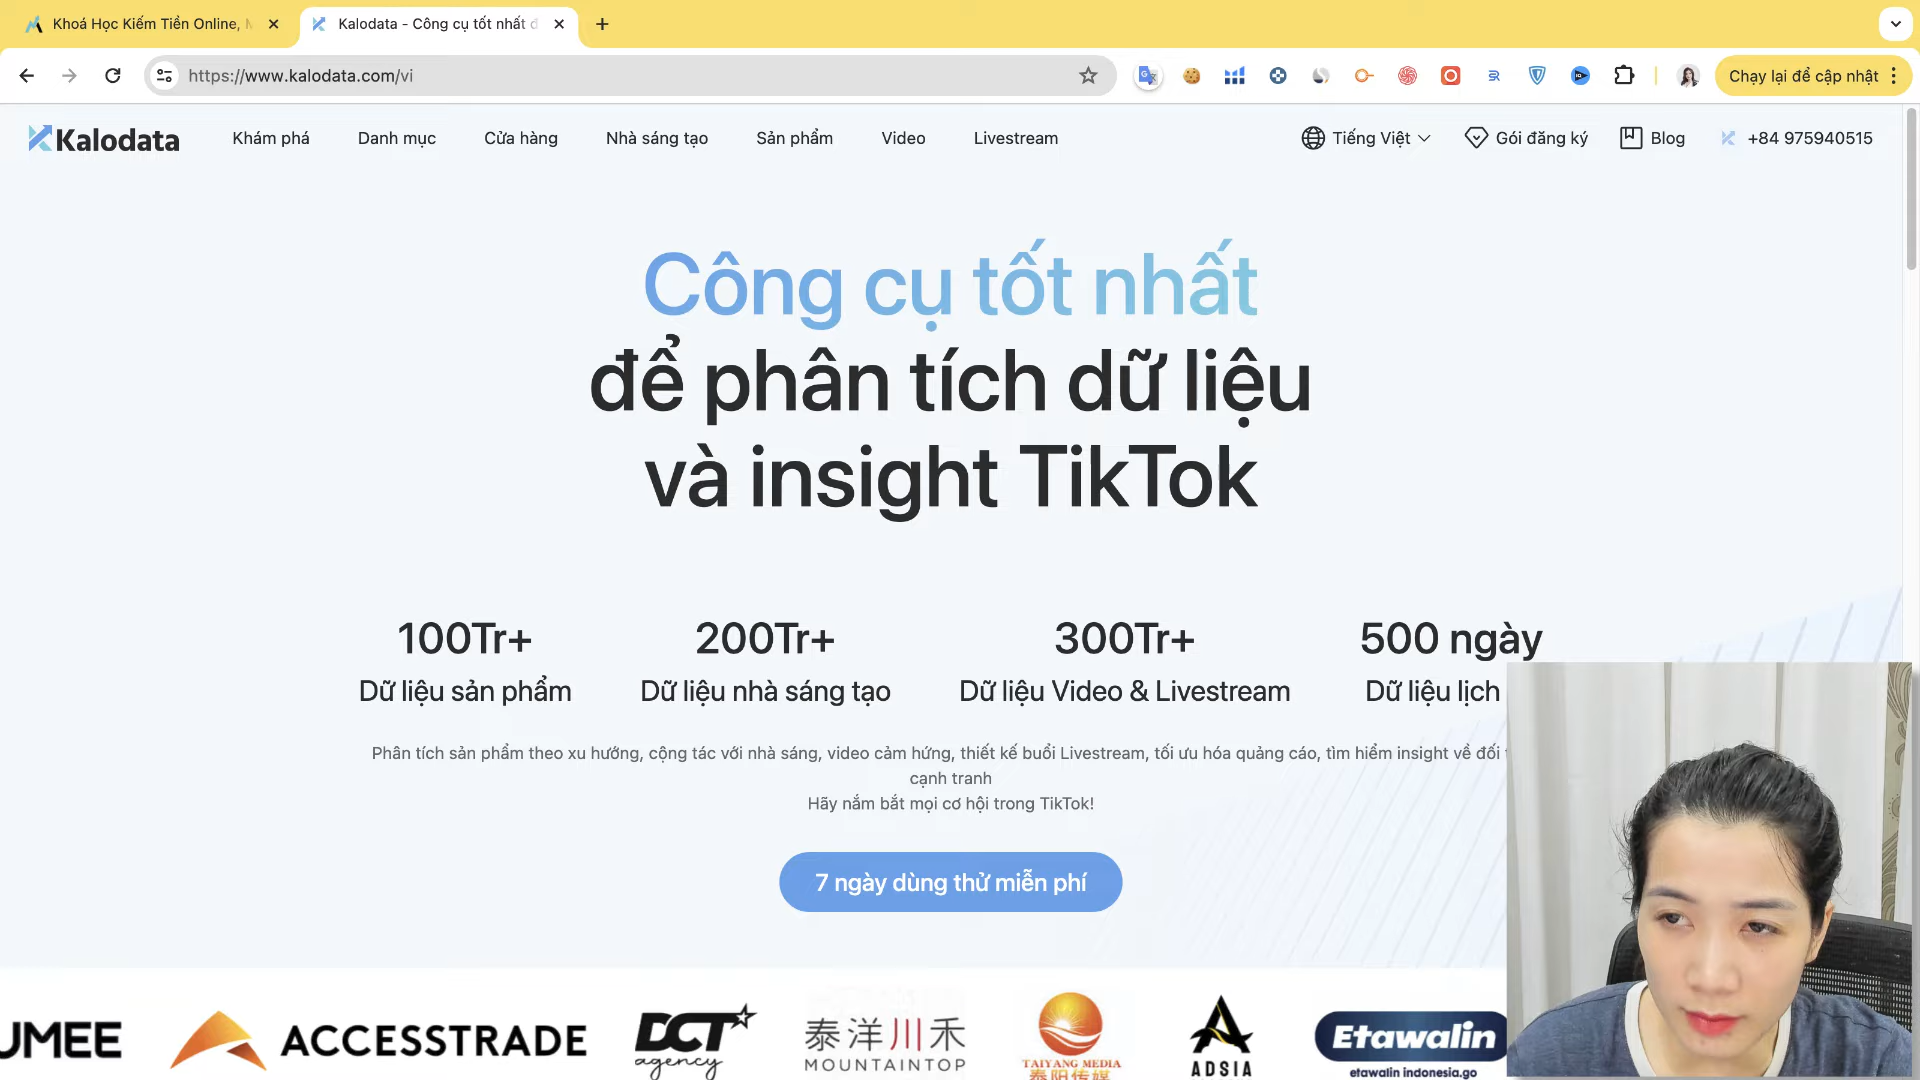 Khoá Học Kiếm Tiền Online,
Kalodata - Công cụ tốt nhất
https://www.kalodata.com/vi
Chạy lại để cập nhật
Kalodata
Khám phá
Danh mục
Cửa hàng
Nhà sáng tạo
Sản phẩm
Video
Livestream
Tiếng Việt
Gói đăng ký
Blog
+84 975940515
Công cụ tốt nhất
để phân tích dữ liệu
và insight TikTok
100Tr+
200Tr+
300Tr+
500 ngày
Dữ liệu sản phẩm
Dữ liệu nhà sáng tạo
Dữ liệu Video & Livestream
Dữ liệu lịch
Phân tích sản phẩm theo xu hướng, cộng tác với nhà sáng, video cảm hứng, thiết kế buổi Livestream, tối ưu hóa quảng cáo, tìm hiểm insight về đối
cạnh tranh
Hãy nắm bắt mọi cơ hội trong TikTok!
7 ngày dùng thử miễn phí
UMEE
ACCESSTRADE
DCT
agency
泰洋川禾
MOUNTAINTOP
TAIYANG MEDIA
泰阳传媒
ADSIA
Etawalin
etawalin indonesia.go